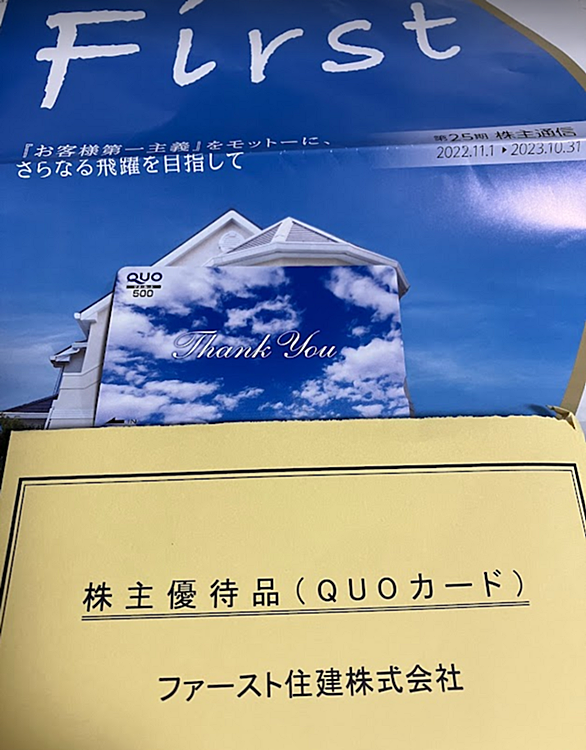 First
『お客様第一主義』をモットーに、
さらなる飛躍を目指して
第25期 株主通信
2022.11.1 ▶ 2023.10.31
QUO
CARD
500
Thank You
株主優待品(QUOカード)
ファースト住建株式会社